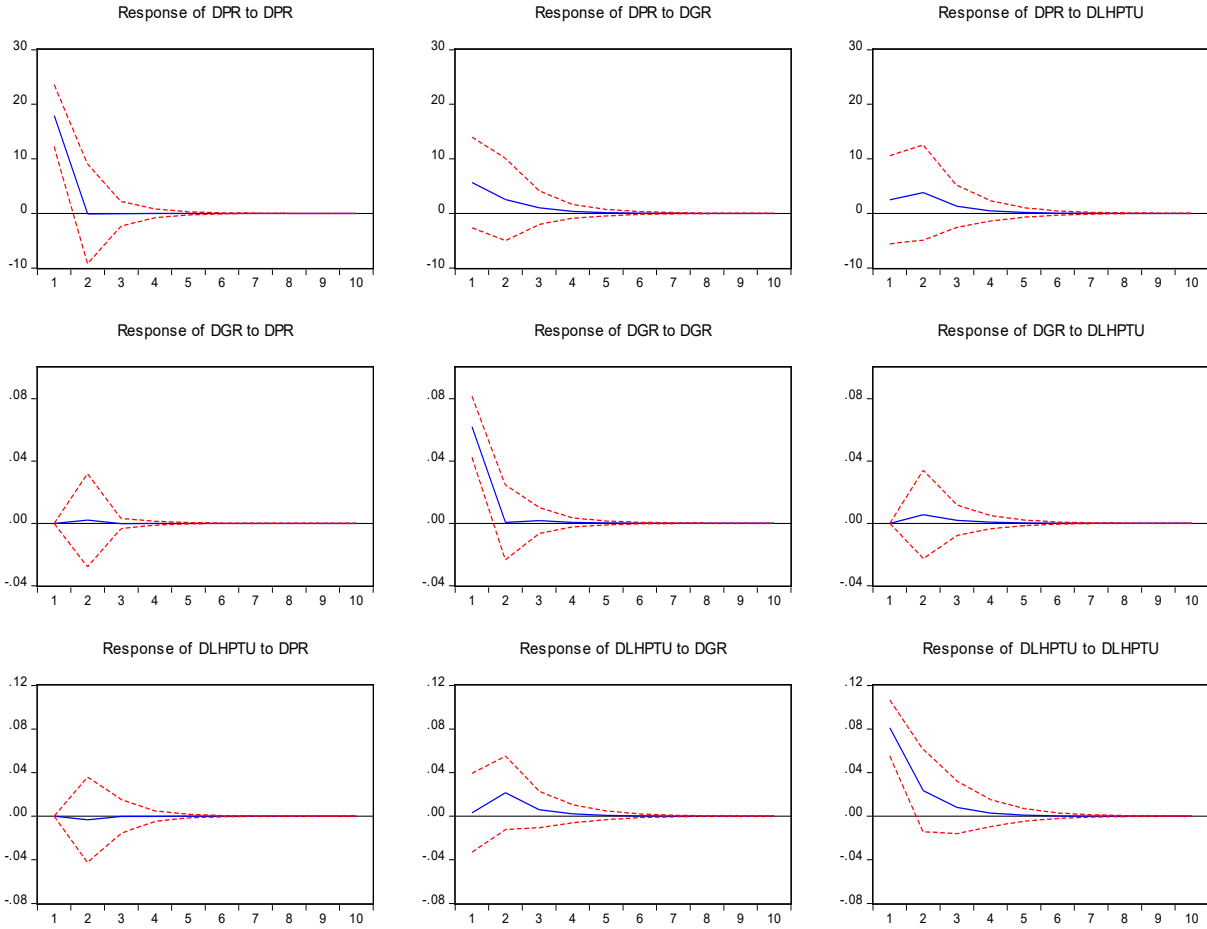 Response of DPR to DPR
Response of DPR to DGR
Response of DPR to DLHPTU
30
20
10
0
-10
1 2 3 4 5 6 7 8 9 10
30
20
10
0
-10
1 2 3 4 5 6 7 8 9 10
30
20
10
0
-10
1 2 3 4 5 6 7 8 9 10
Response of DGR to DPR
Response of DGR to DGR
Response of DGR to DLHPTU
.08
.04
.00
-.04
1 2 3 4 5 6 7 8 9 10
.08
.04
.00
-.04
1 2 3 4 5 6 7 8 9 10
.08
.04
.00
-.04
1 2 3 4 5 6 7 8 9 10
Response of DLHPTU to DPR
Response of DLHPTU to DGR
Response of DLHPTU to DLHPTU
.12
.08
.04
.00
-.04
-.08
1 2 3 4 5 6 7 8 9 10
.12
.08
.04
.00
-.04
-.08
1 2 3 4 5 6 7 8 9 10
.12
.08
.04
.00
-.04
-.08
1 2 3 4 5 6 7 8 9 10